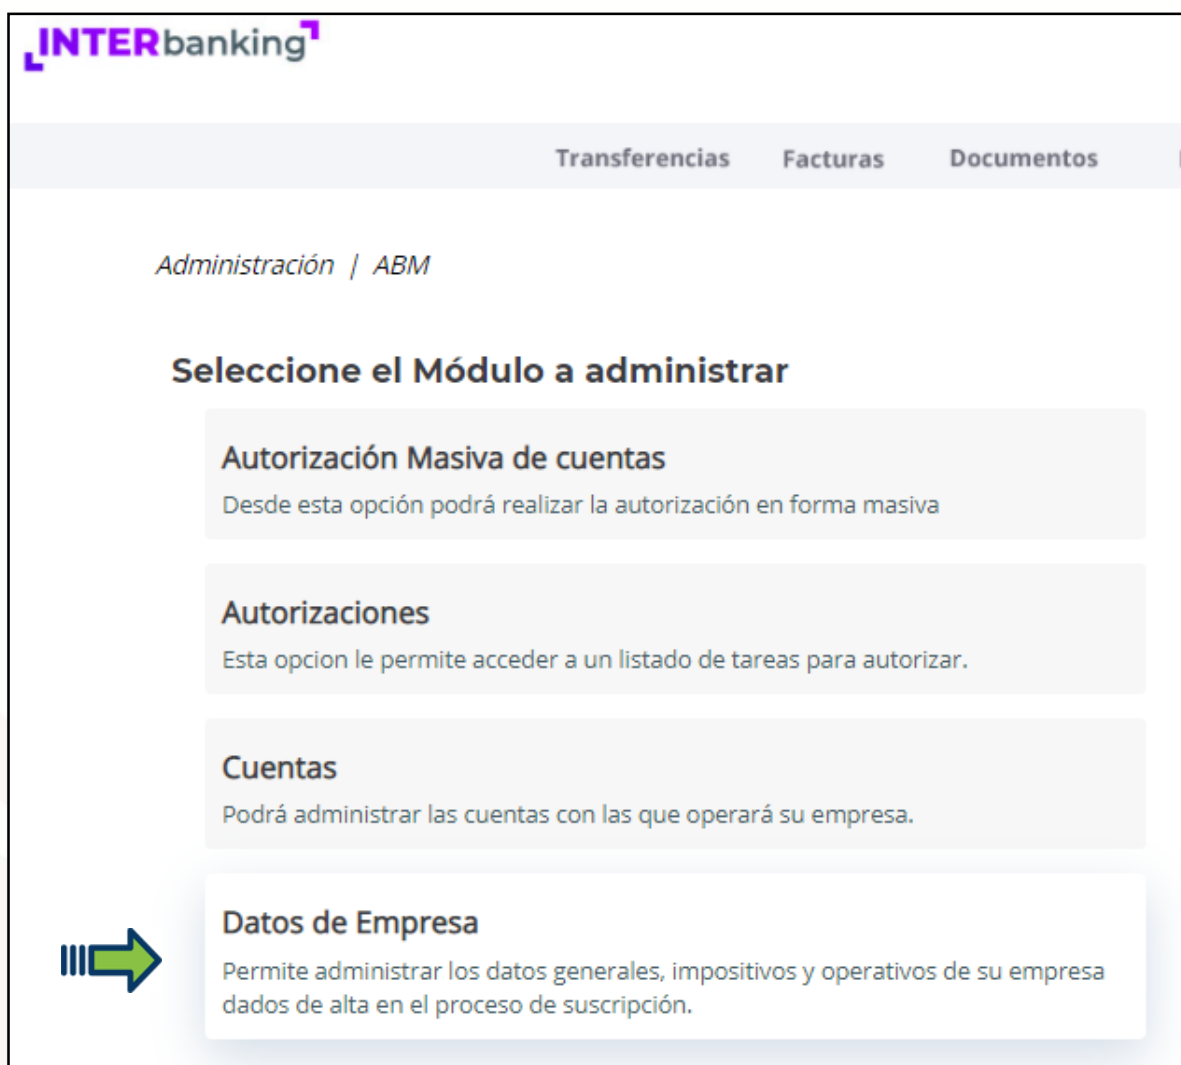 INTERbanking
Transferencias Facturas Documentos
Administración | ABM
Seleccione el Módulo a administrar
Autorización Masiva de cuentas
Desde esta opción podrá realizar la autorización en forma masiva
Autorizaciones
Esta opcion le permite acceder a un listado de tareas para autorizar.
Cuentas
Podrá administrar las cuentas con las que operará su empresa.
Datos de Empresa
Permite administrar los datos generales, impositivos y operativos de su empresa
dados de alta en el proceso de suscripción.